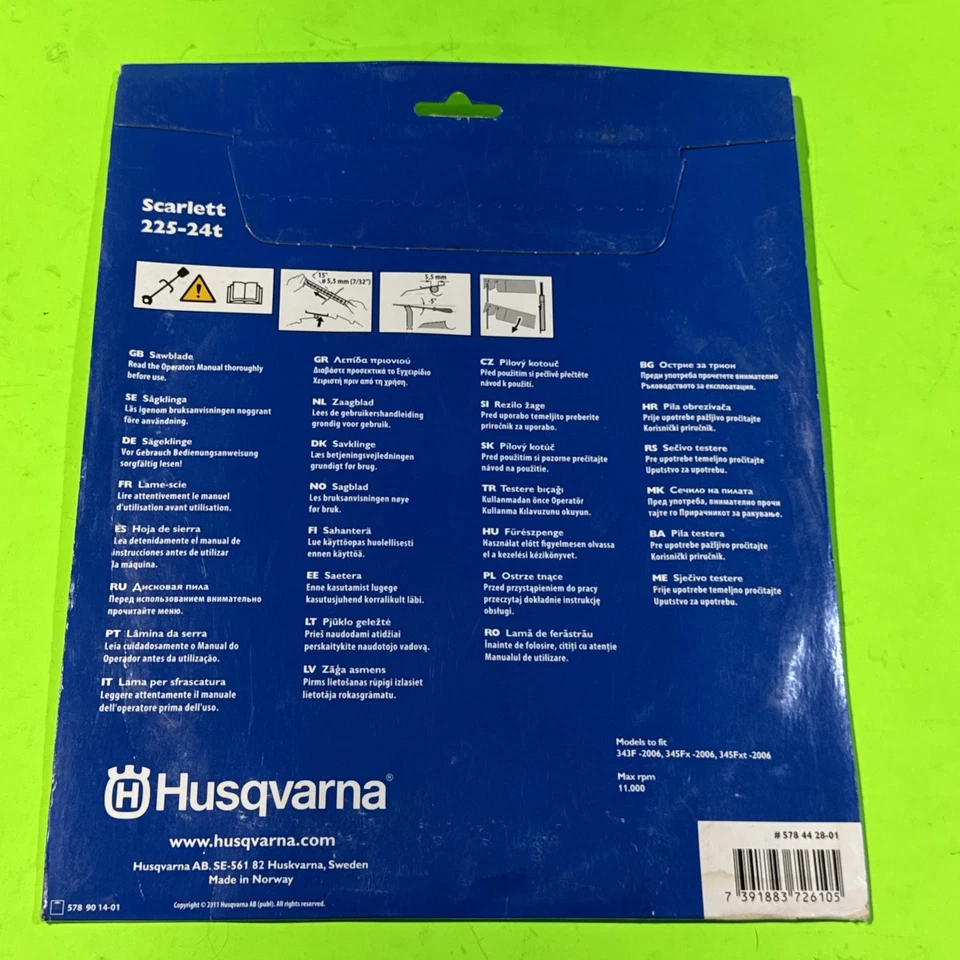 Scarlett
225-24t
15°
ø 5,5 mm (7/32")
5,5 mm
-5°
GB Sawblade
Read the Operators Manual thoroughly
before use.
SE Sågklinga
Läs igenom bruksanvisningen noggrant
före användning.
DE Sägeklinge
Vor Gebrauch Bedienungsanweisung
sorgfältig lesen!
FR Lame-scie
Lire attentivement le manuel
d'utilisation avant utilisation.
ES Hoja de sierra
Lea detenidamente el manual de
instrucciones antes de utilizar
la máquina.
RU Дисковая пила
Перед использованием внимательно
прочитайте меню.
PT Lâmina da serra
Leia cuidadosamente o Manual do
Operador antes da utilização.
IT Lama per sfrascatura
Leggere attentamente il manuale
dell'operatore prima dell'uso.
GR Λεπίδα πριονιού
Διαβάστε προσεκτικά το Εγχειρίδιο
Χειριστή πριν από τη χρήση.
NL Zaagblad
Lees de gebruikershandleiding
grondig voor gebruik.
DK Savklinge
Læs betjeningsvejledningen
grundigt før brug.
NO Sagblad
Les bruksanvisningen nøye
før bruk.
FI Sahanterä
Lue käyttöopas huolellisesti
ennen käyttöä.
EE Saetera
Enne kasutamist lugege
kasutusjuhend korralikult läbi.
LT Pjūklo geležtė
Prieš naudodami atidžiai
perskaitykite naudotojo vadovą.
LV Zāģa asmens
Pirms lietošanas rūpīgi izlasiet
lietotāja rokasgrāmatu.
CZ Pilový kotouč
Před použitím si pečlivě přečtěte
návod k použití.
SI Rezilo žage
Pred uporabo temeljito preberite
priročnik za uporabo.
SK Pílový kotúč
Pred použitím si pozorne prečítajte
návod na použitie.
TR Testere bıçağı
Kullanmadan önce Operatör
Kullanma Kılavuzunu okuyun.
HU Fűrészpenge
Használat előtt figyelmesen olvassa
el a kezelési kézikönyvet.
PL Ostrze tnące
Przed przystąpieniem do pracy
przeczytaj dokładnie instrukcję
obsługi.
RO Lamă de ferăstrău
Înainte de folosire, citiți cu atenție
Manualul de utilizare.
BG Острие за трион
Преди употреба прочетете внимателно
Ръководството за експлоатация.
HR Pila obrezivača
Prije upotrebe pažljivo pročitajte
Korisnički priručnik.
RS Sečivo testere
Pre upotrebe temeljno pročitajte
Uputstvo za upotrebu.
MK Сечило на пилата
Пред употреба, внимателно прочи
тајте го Прирачникот за ракување.
BA Pila testera
Pre upotrebe pažljivo pročitajte
Korisnički priručnik.
ME Sječivo testere
Prije upotrebe temeljno pročitajte
Uputstvo za upotrebu.
Models to fit
343F -2006, 345Fx -2006, 345Fxt -2006
Max rpm
11.000
H Husqvarna®
www.husqvarna.com
Husqvarna AB. SE-561 82 Huskvarna, Sweden
Made in Norway
578 90 14-01
Copyright © 2011 Husqvarna AB (publ). All rights reserved.
# 578 44 28-01
7 391883 726105